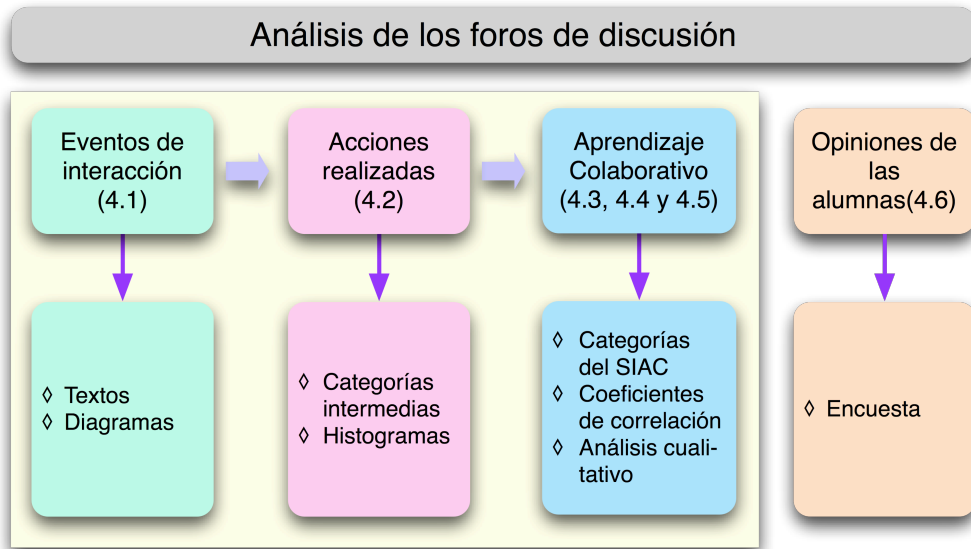 Análisis de los foros de discusión
Eventos de
interacción
(4.1)
Acciones
realizadas
(4.2)
Aprendizaje
Colaborativo
(4.3, 4.4 y 4.5)
Opiniones de
las
alumnas(4.6)
◊ Textos
◊ Diagramas
◊ Categorías
intermedias
◊ Histogramas
◊ Categorías
del SIAC
◊ Coeficientes
de correlación
◊ Análisis cuali-
tativo
◊ Encuesta